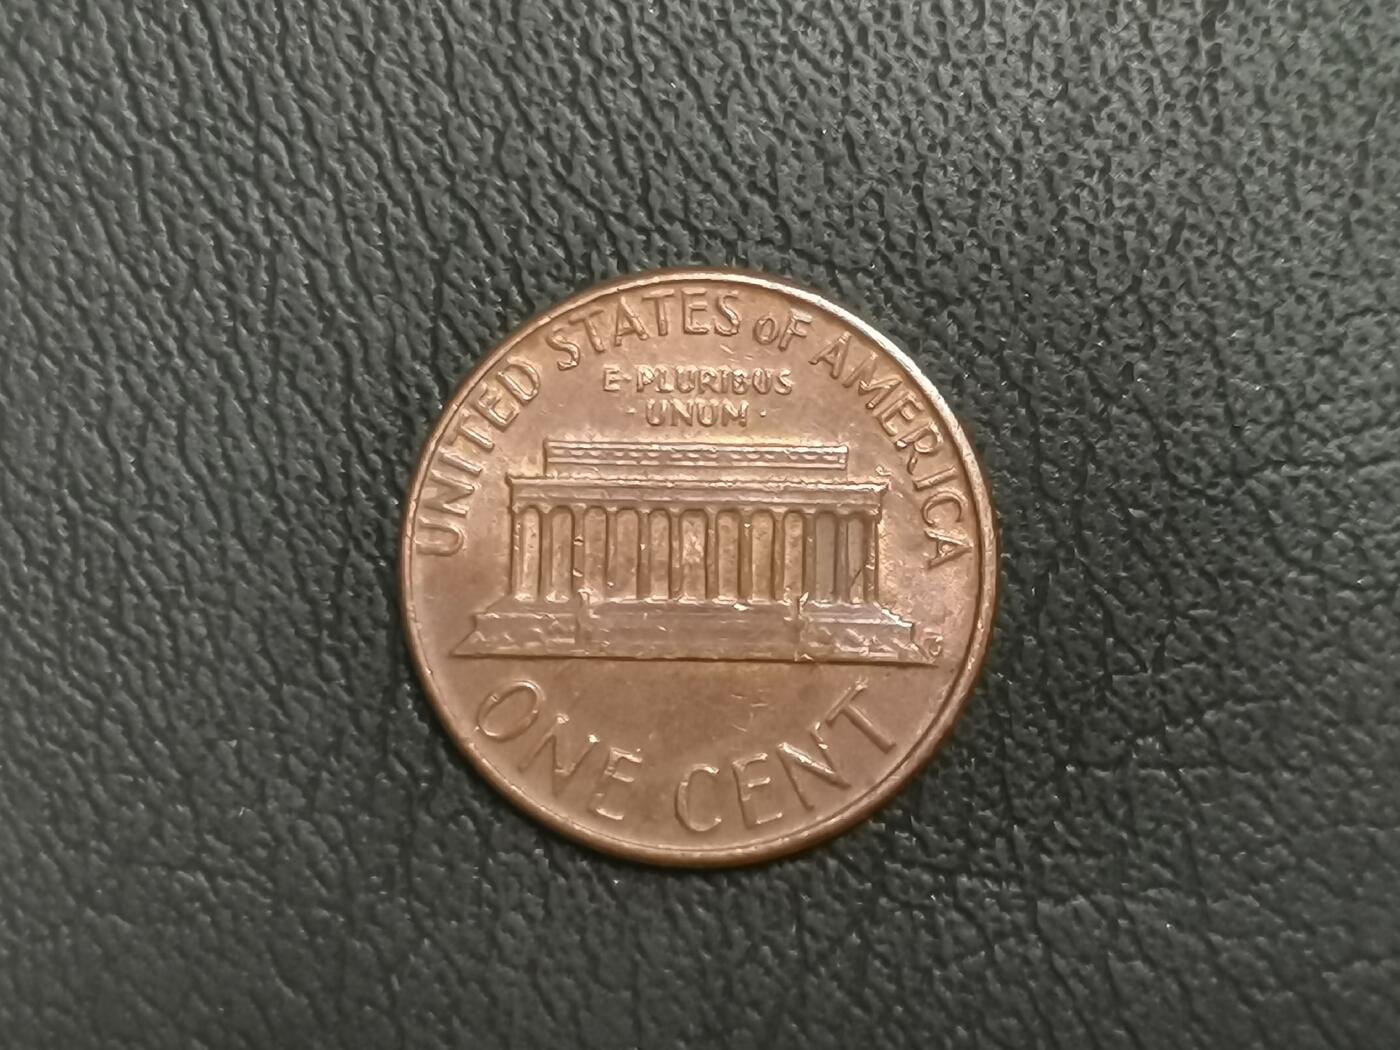 UNITED STATES OF AMERICA
E·PLURIBUS
·UNUM·
ONE CENT